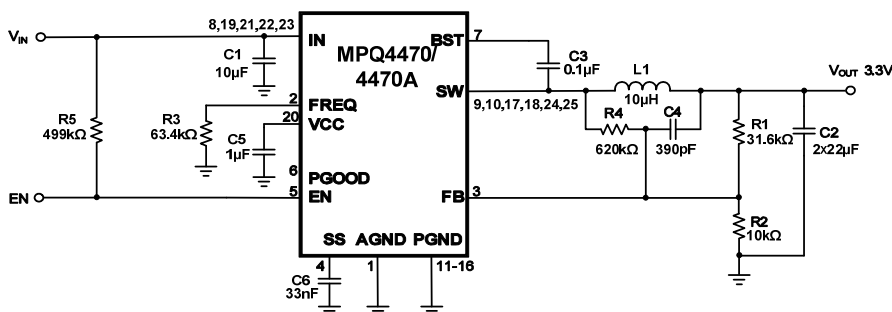 8,19,21,22,23
VIN
IN
C1
10µF
MPQ4470/
4470A
BST
7
C3
0.1µF
SW
9,10,17,18,24,25
L1
10µH
VOUT 3.3V
R5
499kΩ
R3
63.4kΩ
2
FREQ
20
VCC
C5
1µF
R4
620kΩ
C4
390pF
R1
31.6kΩ
C2
2x22µF
6
PGOOD
EN
5
EN
FB
3
R2
10kΩ
SS
AGND
PGND
4
1
11-16
C6
33nF